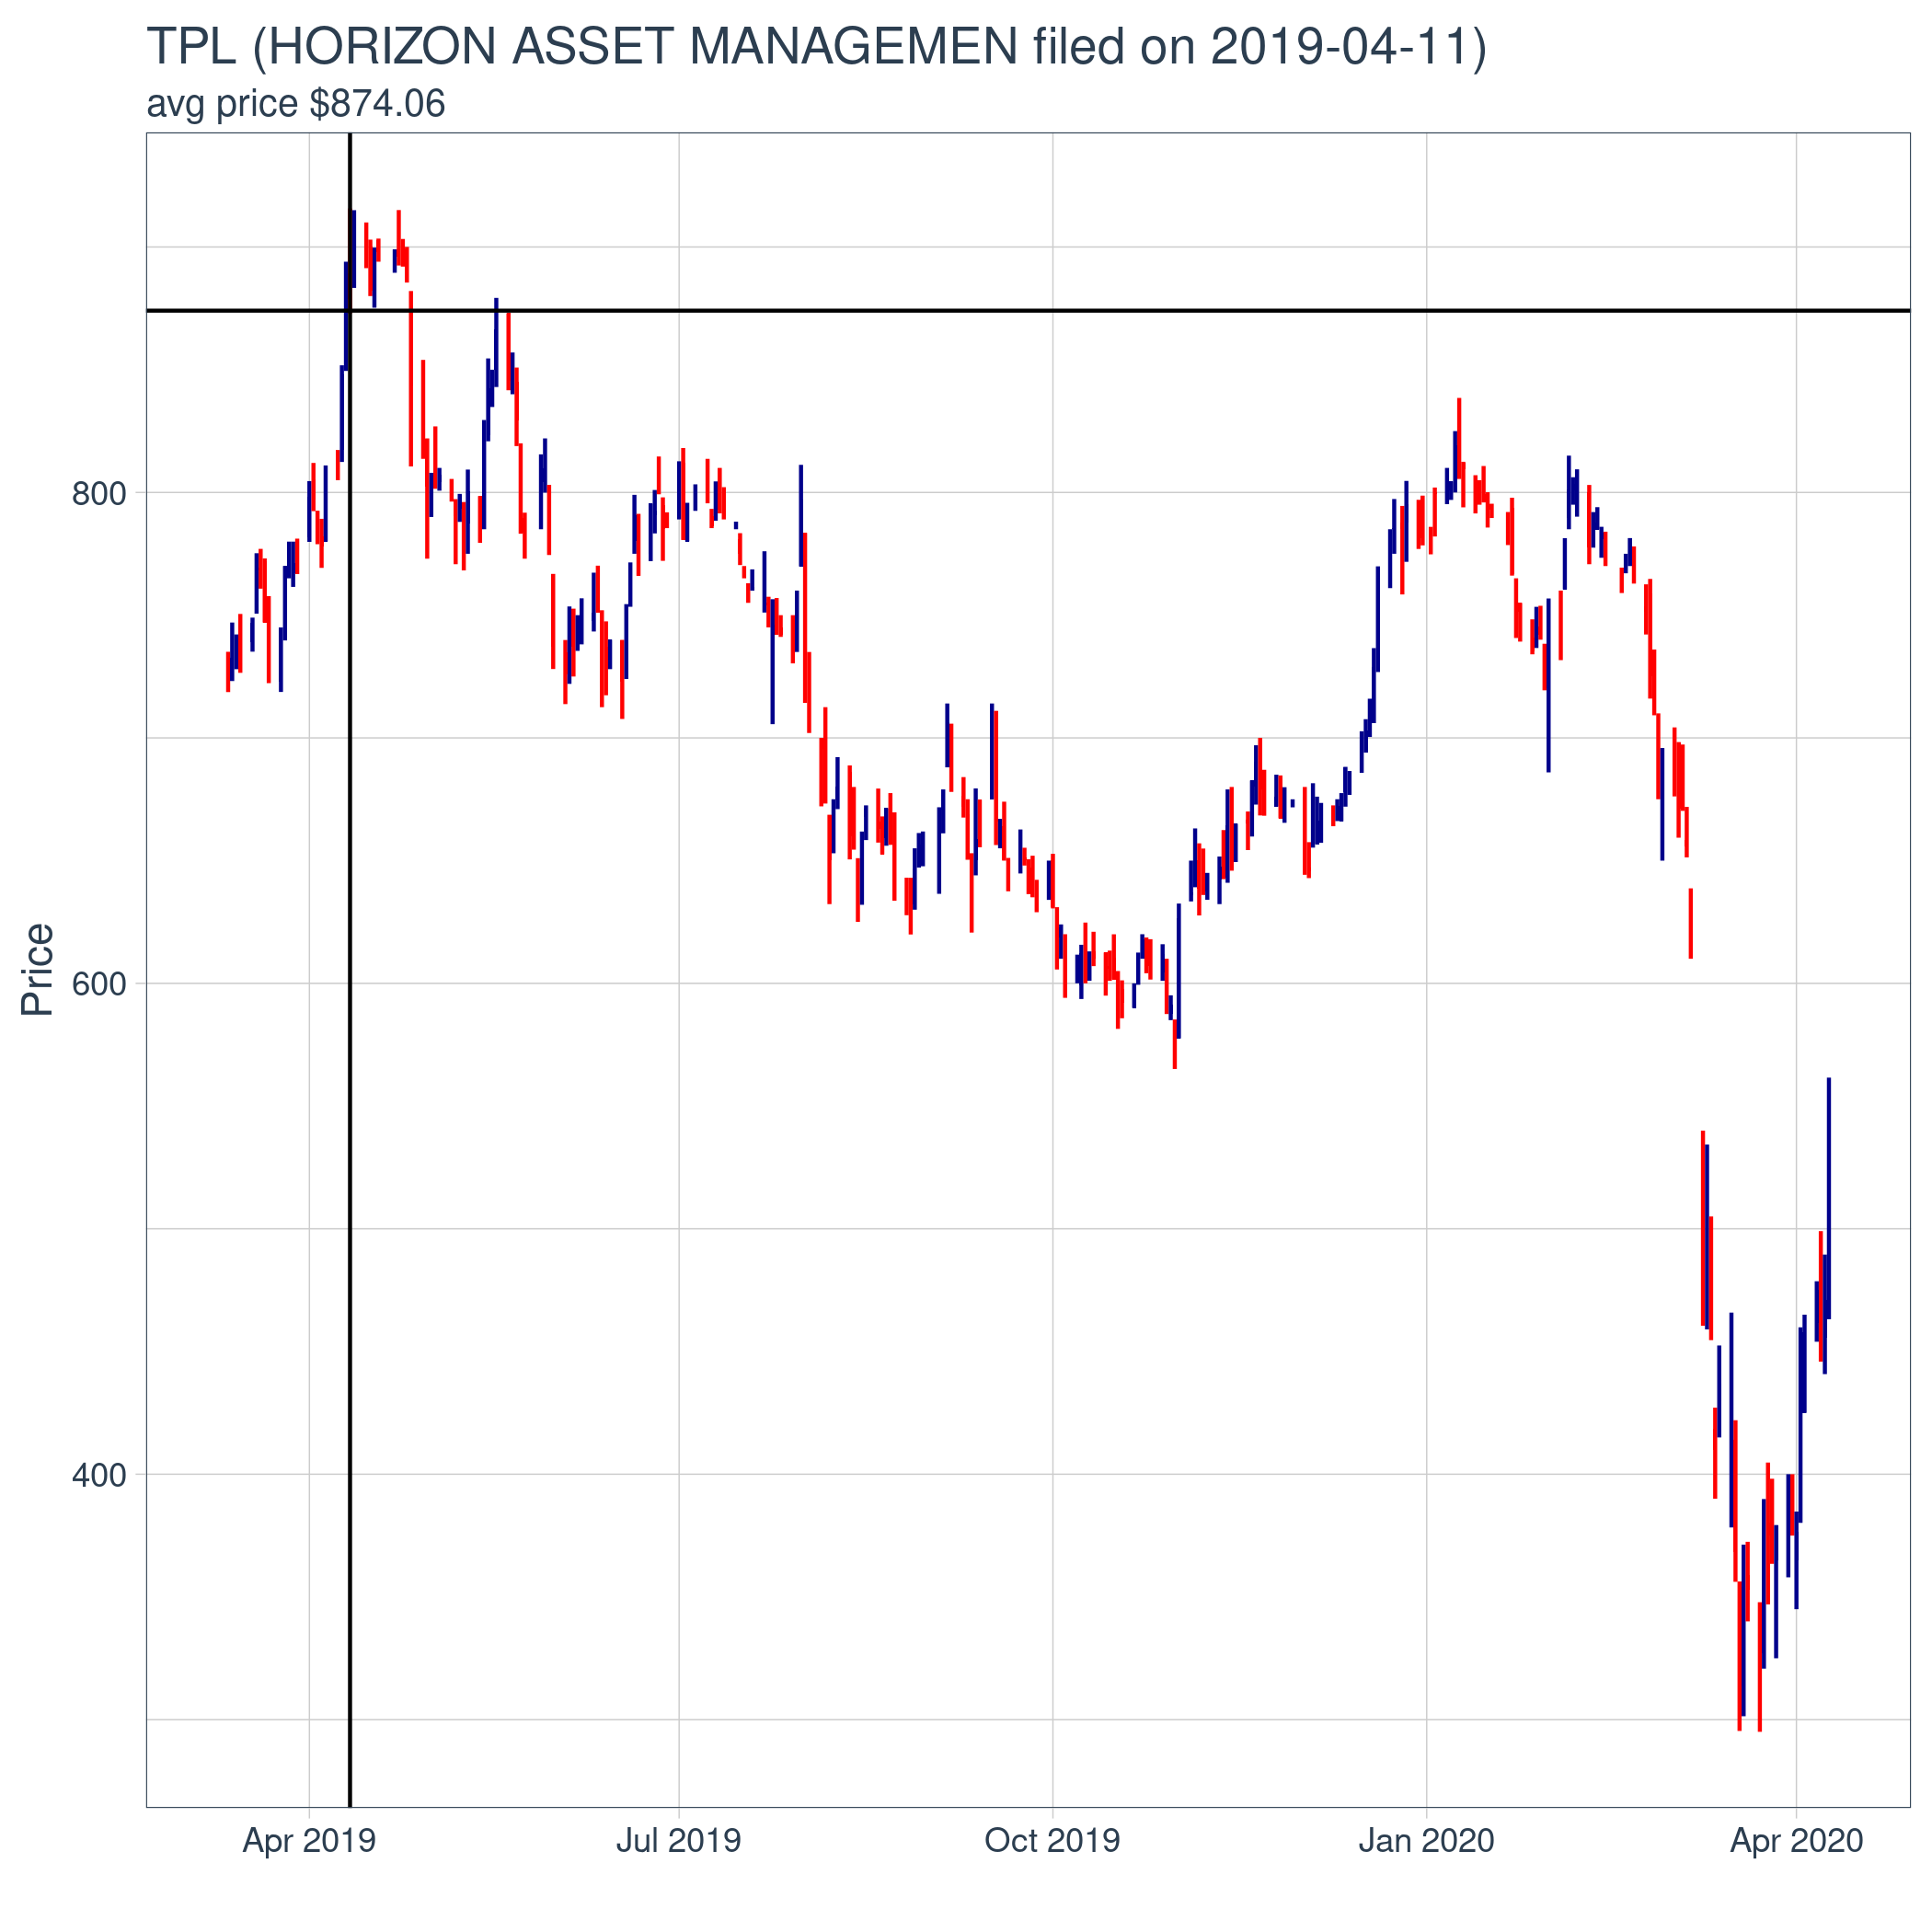 TPL (HORIZON ASSET MANAGEMEN filed on 2019-04-11)
avg price $874.06
Price
800
600
400
Apr 2019
Jul 2019
Oct 2019
Jan 2020
Apr 2020